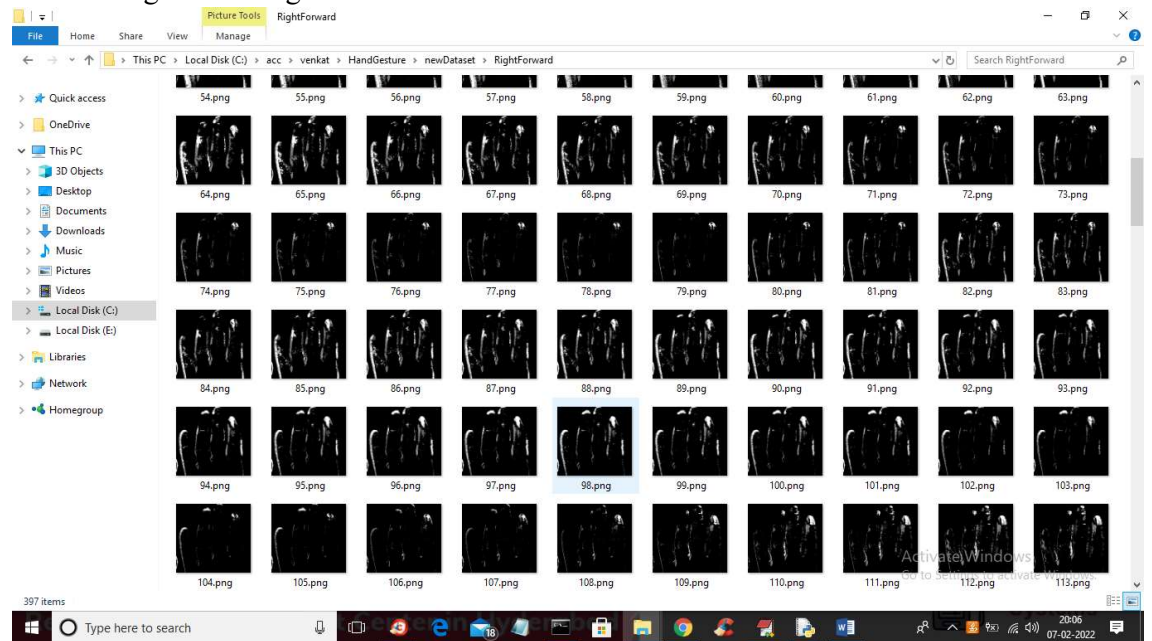 Picture Tools RightForward
File Home Share View Manage
This PC > Local Disk (C:) > acc > venkat > HandGesture > newDataset > RightForward
Search RightForward
Quick access
OneDrive
This PC
3D Objects
Desktop
Documents
Downloads
Music
Pictures
Videos
Local Disk (C:)
Local Disk (E:)
Libraries
Network
Homegroup
54.png 55.png 56.png 57.png 58.png 59.png 60.png 61.png 62.png 63.png
64.png 65.png 66.png 67.png 68.png 69.png 70.png 71.png 72.png 73.png
74.png 75.png 76.png 77.png 78.png 79.png 80.png 81.png 82.png 83.png
84.png 85.png 86.png 87.png 88.png 89.png 90.png 91.png 92.png 93.png
94.png 95.png 96.png 97.png 98.png 99.png 100.png 101.png 102.png 103.png
104.png 105.png 106.png 107.png 108.png 109.png 110.png 111.png 112.png 113.png
Activate Windows
Go to Settings to activate Windows.
397 items
Type here to search
18
20:06
07-02-2022